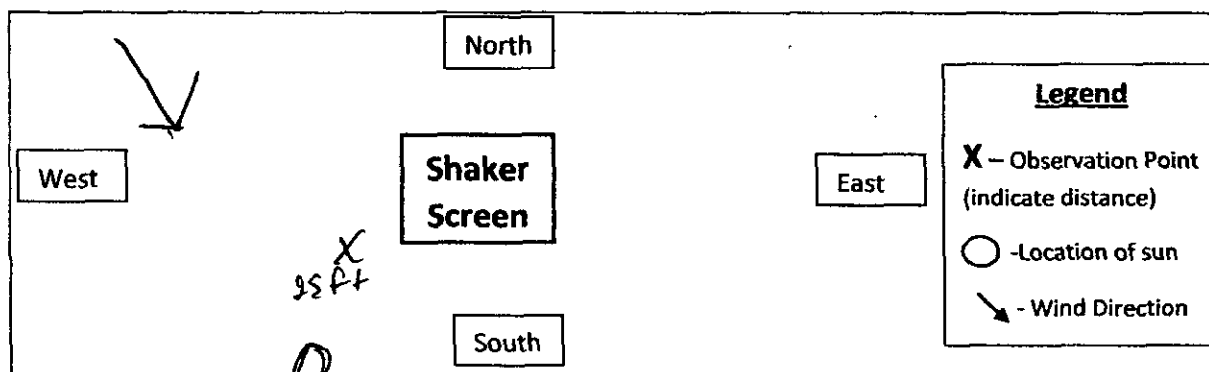 North
Legend
West
Shaker
Screen
East
X – Observation Point
(indicate distance)
X
25 ft
-Location of sun
- Wind Direction
South